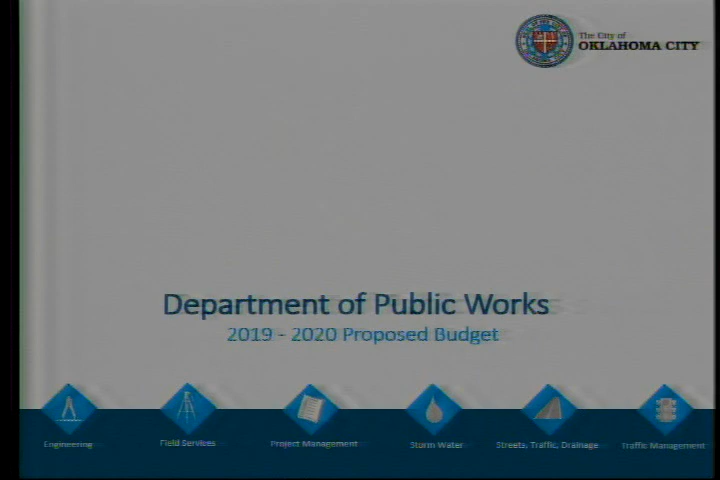 The City of
OKLAHOMA CITY
Department of Public Works
2019 - 2020 Proposed Budget
Engineering
Field Services
Project Management
Storm Water
Streets, Traffic, Drainage
Traffic Management